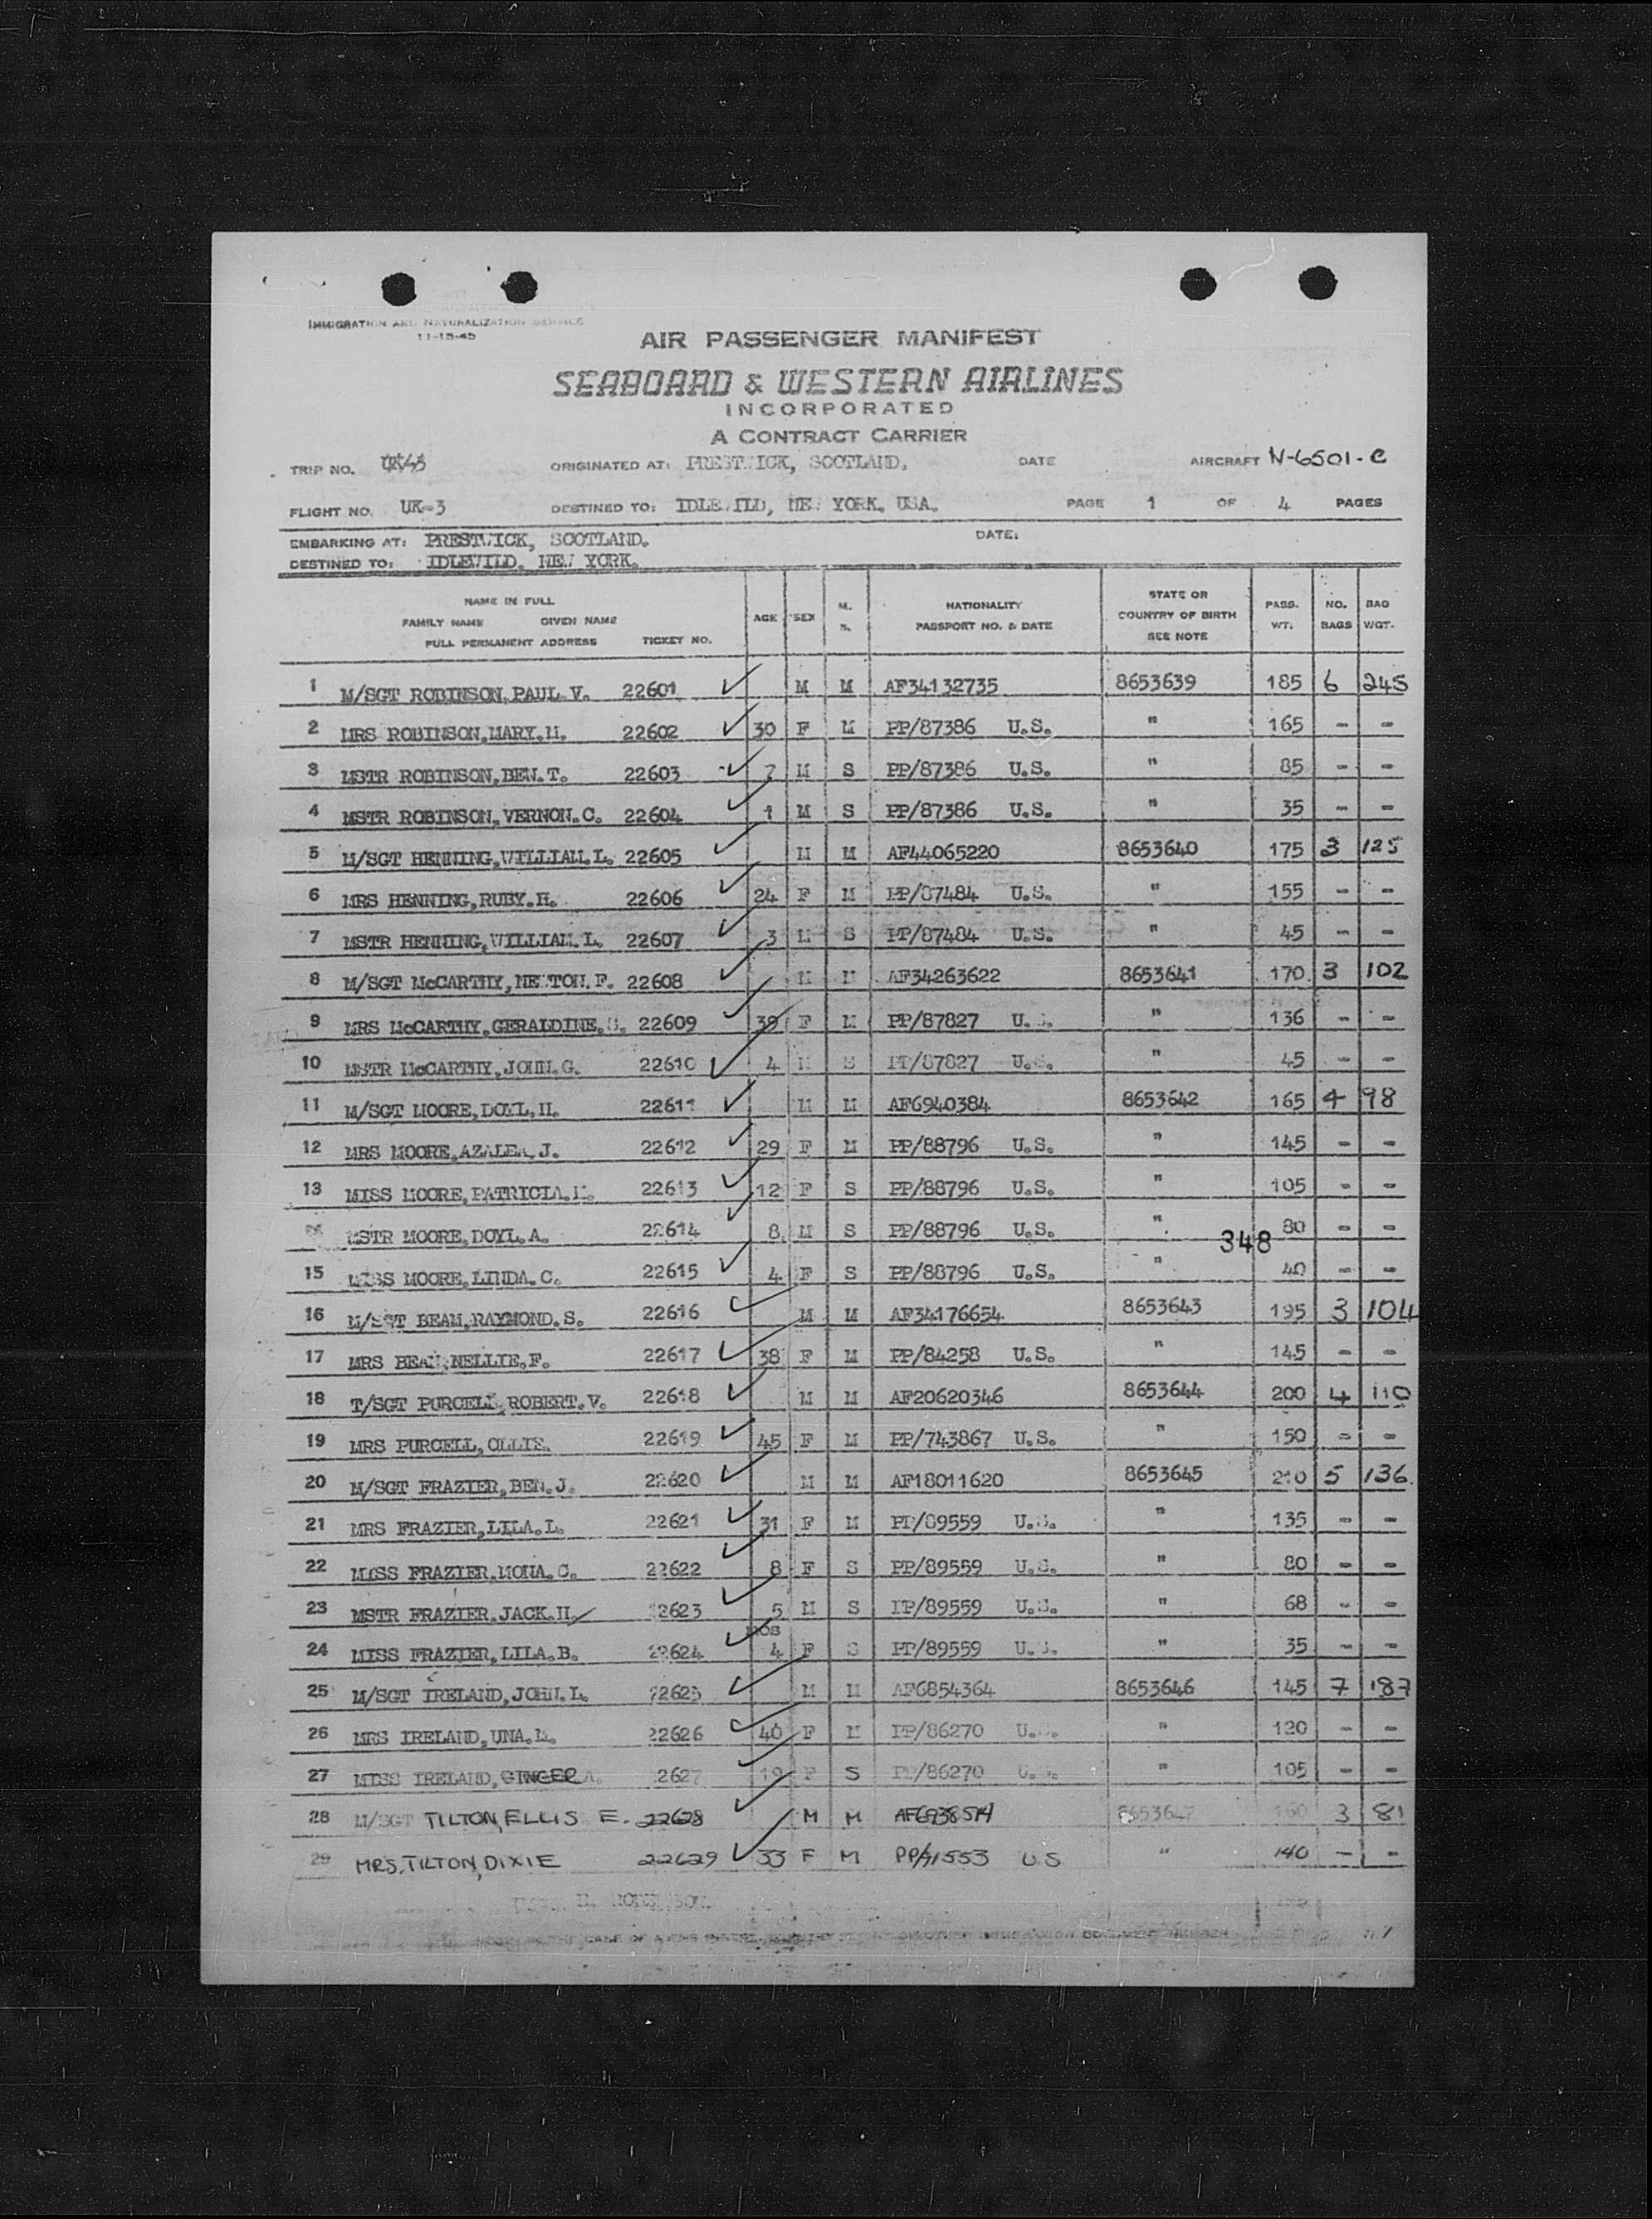 IMMIGRATION AND NATURALIZATION SERVICE
11-15-45
AIR PASSENGER MANIFEST
SEABOARD & WESTERN AIRLINES
INCORPORATED
A CONTRACT CARRIER
TRIP NO. ORIGINATED AT: PRESTWICK, SCOTLAND. DATE AIRCRAFT N-6501-C
FLIGHT NO. UK-3 DESTINED TO: IDLEWILD, NEW YORK, USA. PAGE 1 OF 4 PAGES
EMBARKING AT: PRESTWICK, SCOTLAND. DATE:
DESTINED TO: IDLEWILD, NEW YORK.
NAME IN FULL
FAMILY NAME GIVEN NAME
FULL PERMANENT ADDRESS TICKET NO. AGE SEX M. S. NATIONALITY PASSPORT NO. & DATE STATE OR COUNTRY OF BIRTH SEE NOTE PASS. WT. NO. BAGS BAG WGT.
1 M/SGT ROBINSON, PAUL V. 22601 ✓ M M AF34132735 8653639 185 6 245
2 MRS ROBINSON,MARY.M. 22602 ✓ 30 F M PP/87386 U.S. " 165 - -
3 MSTR ROBINSON,BEN.T. 22603 ✓ 7 M S PP/87386 U.S. " 85 - -
4 MSTR ROBINSON,VERNON.C. 22604 ✓ 1 M S PP/87386 U.S. " 35 - -
5 M/SGT HENNING,WILLIAM.L. 22605 ✓ M M AF44065220 8653640 175 3 125
6 MRS HENNING,RUBY.H. 22606 ✓ 24 F M PP/87484 U.S. " 155 - -
7 MSTR HENNING,WILLIAM.L. 22607 ✓ 3 M S PP/87484 U.S. " 45 - -
8 M/SGT McCARTHY,NEWTON.F. 22608 ✓ M M AF34263622 8653641 170 3 102
9 MRS McCARTHY,GERALDINE. 22609 ✓ 39 F M PP/87827 U.S. " 136 - -
10 MSTR McCARTHY,JOHN.G. 22610 ✓ 4 M S PP/87827 U.S. " 45 - -
11 M/SGT MOORE,DOYL.H. 22611 ✓ M M AF6940384 8653642 165 4 98
12 MRS MOORE,AZALEA.J. 22612 ✓ 29 F M PP/88796 U.S. " 145 - -
13 MISS MOORE,PATRICIA. 22613 ✓ 12 F S PP/88796 U.S. " 105 - -
MSTR MOORE,DOYL.A. 22614 ✓ 8 M S PP/88796 U.S. " 80 - -
348
15 MISS MOORE,LINDA.C. 22615 ✓ 4 F S PP/88796 U.S. " 40 - -
16 M/SGT BEAM,RAYMOND.S. 22616 ✓ M M AF34176654 8653643 195 3 104
17 MRS BEAM,NELLIE.F. 22617 ✓ 38 F M PP/84258 U.S. " 145 - -
18 T/SGT PURCELL,ROBERT.V. 22618 ✓ M M AF20620346 8653644 200 4 110
19 MRS PURCELL,OLLIE. 22619 ✓ 45 F M PP/743867 U.S. " 150 - -
20 M/SGT FRAZIER,BEN.J. 22620 ✓ M M AF18011620 8653645 210 5 136
21 MRS FRAZIER,LILA.L. 22621 ✓ 31 F M PP/89559 U.S. " 135 - -
22 MISS FRAZIER,MONA.C. 22622 ✓ 8 F S PP/89559 U.S. " 80 - -
23 MSTR FRAZIER,JACK.H. 22623 ✓ 5 M S PP/89559 U.S. " 68 - -
24 MISS FRAZIER,LILA.B. 22624 ✓ MOS 4 F S PP/89559 U.S. " 35 - -
25 M/SGT IRELAND,JOHN.L. 22625 ✓ M M AF6854364 8653646 145 7 187
26 MRS IRELAND,UNA.M. 22626 ✓ 40 F M PP/86270 U.S. " 120 - -
27 MISS IRELAND,GINGER 22627 ✓ 19 F S PP/86270 U.S. " 105 - -
28 M/SGT TILTON, ELLIS E. 22628 ✓ M M 8653647 160 3 81
29 MRS. TILTON, DIXIE 22629 ✓ 33 F M PP/41553 U.S " 140 - -